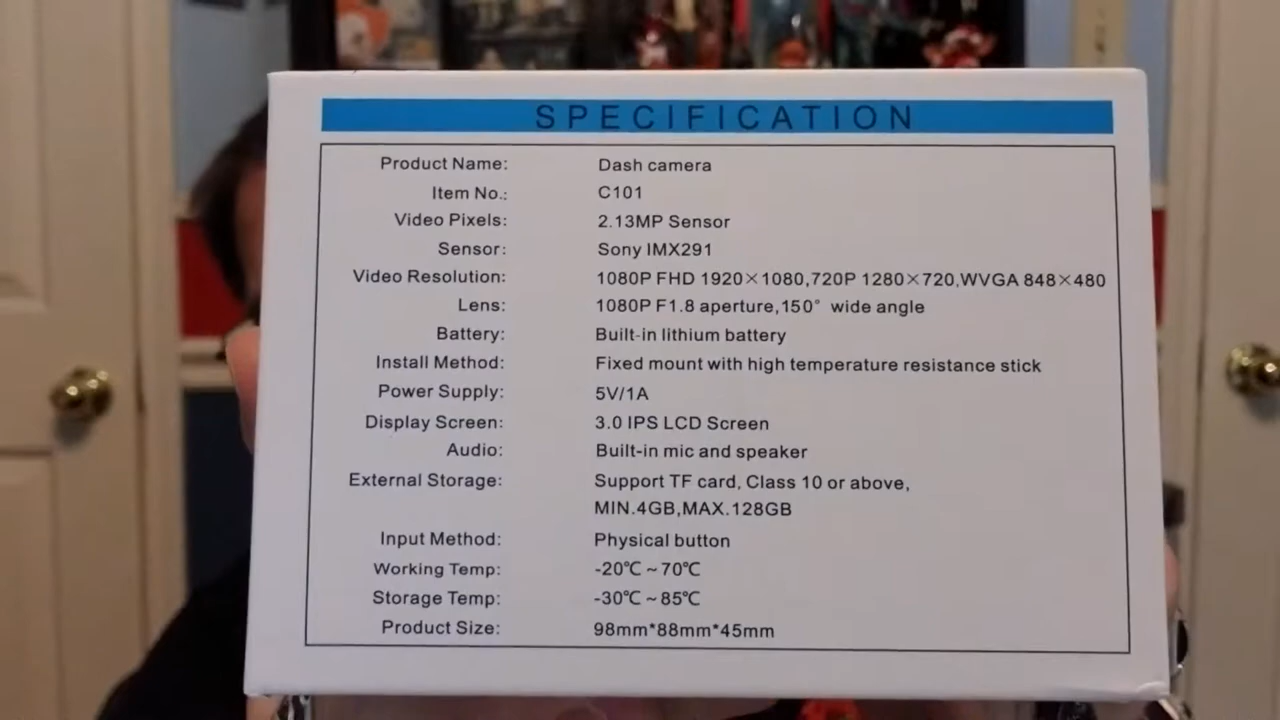 SPECIFICATION
Product Name: Dash camera
Item No.: C101
Video Pixels: 2.13MP Sensor
Sensor: Sony IMX291
Video Resolution: 1080P FHD 1920×1080,720P 1280×720,WVGA 848×480
Lens: 1080P F1.8 aperture,150° wide angle
Battery: Built-in lithium battery
Install Method: Fixed mount with high temperature resistance stick
Power Supply: 5V/1A
Display Screen: 3.0 IPS LCD Screen
Audio: Built-in mic and speaker
External Storage: Support TF card, Class 10 or above,
MIN.4GB,MAX.128GB
Input Method: Physical button
Working Temp: -20℃~70℃
Storage Temp: -30℃~85℃
Product Size: 98mm*88mm*45mm